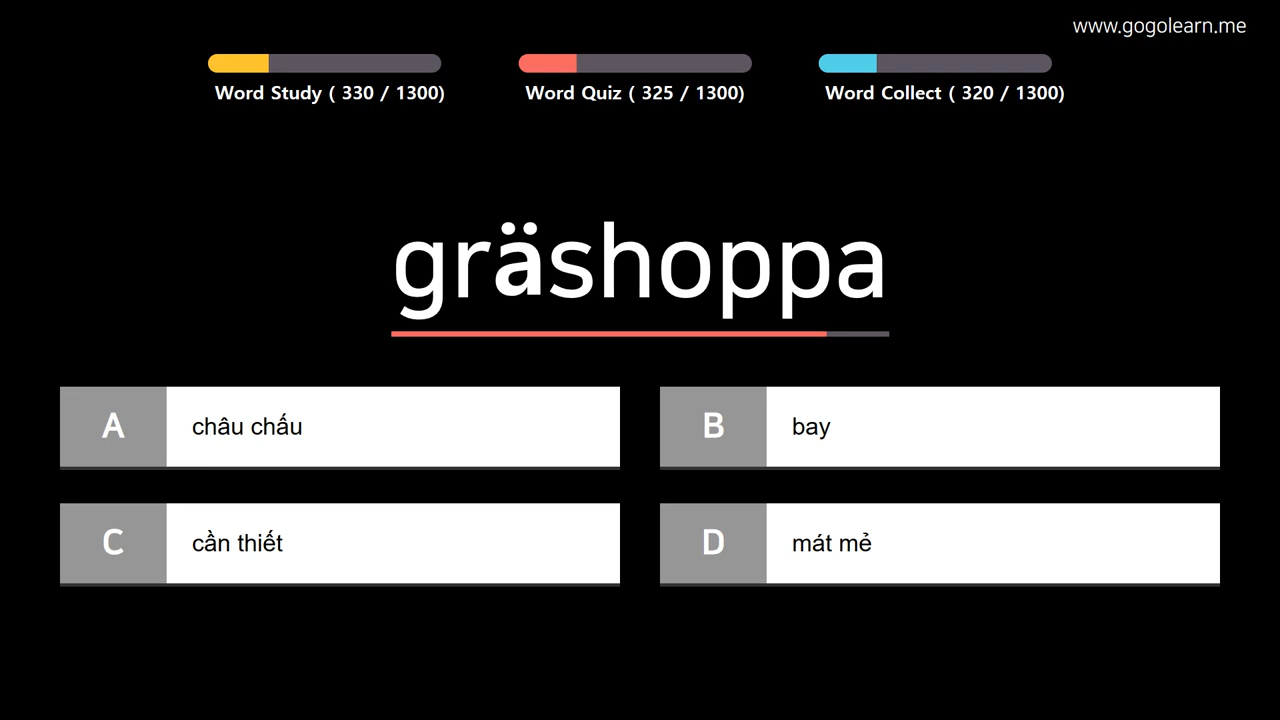 www.gogolearn.me
Word Study ( 330 / 1300)
Word Quiz ( 325 / 1300)
Word Collect ( 320 / 1300)
gräshoppa
A châu chấu
B bay
C cần thiết
D mát mẻ